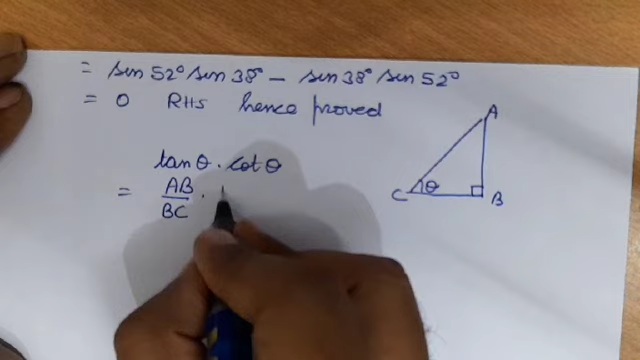 = sin 52° sin 38° - sin 38° sin 52°
= 0 RHS hence proved
A
tan θ . cot θ
= AB/BC .
C θ B